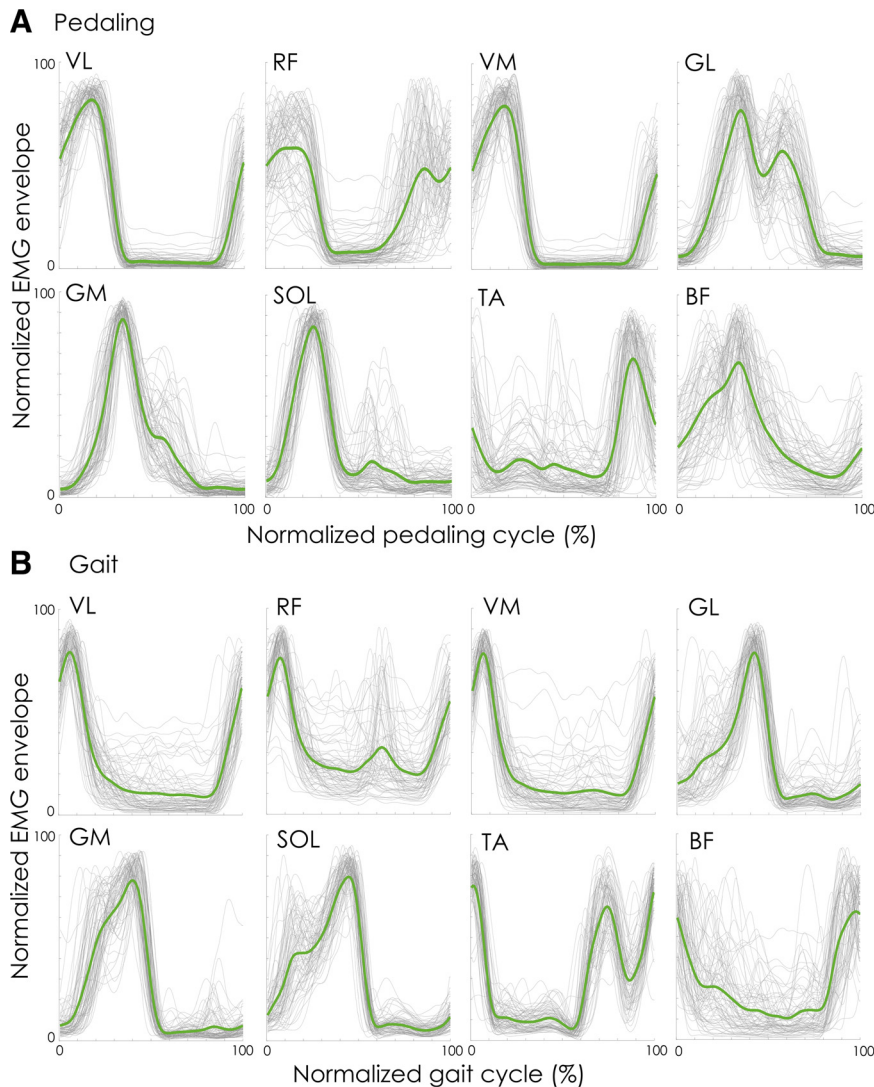 A Pedaling
VL RF VM GL
100
Normalized EMG envelope
0
GM SOL TA BF
100
0
0 100 0 100 0 100 0 100
Normalized pedaling cycle (%)
B Gait
VL RF VM GL
100
Normalized EMG envelope
0
GM SOL TA BF
100
0
0 100 0 100 0 100 0 100
Normalized gait cycle (%)